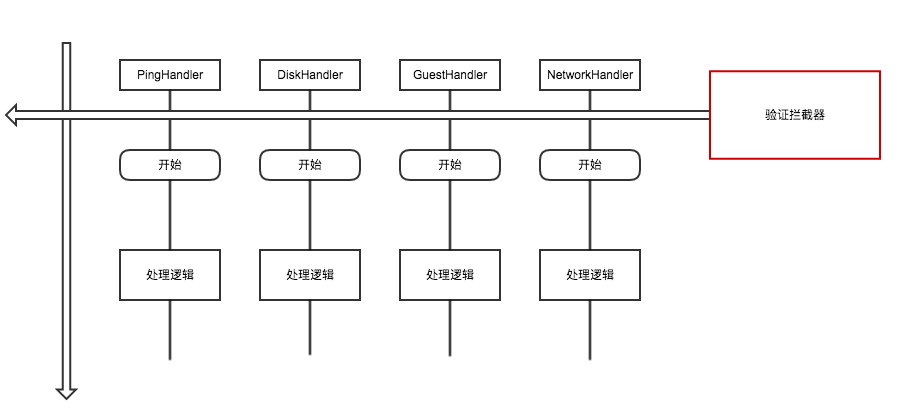 PingHandler
DiskHandler
GuestHandler
NetworkHandler
验证拦截器
开始
开始
开始
开始
处理逻辑
处理逻辑
处理逻辑
处理逻辑